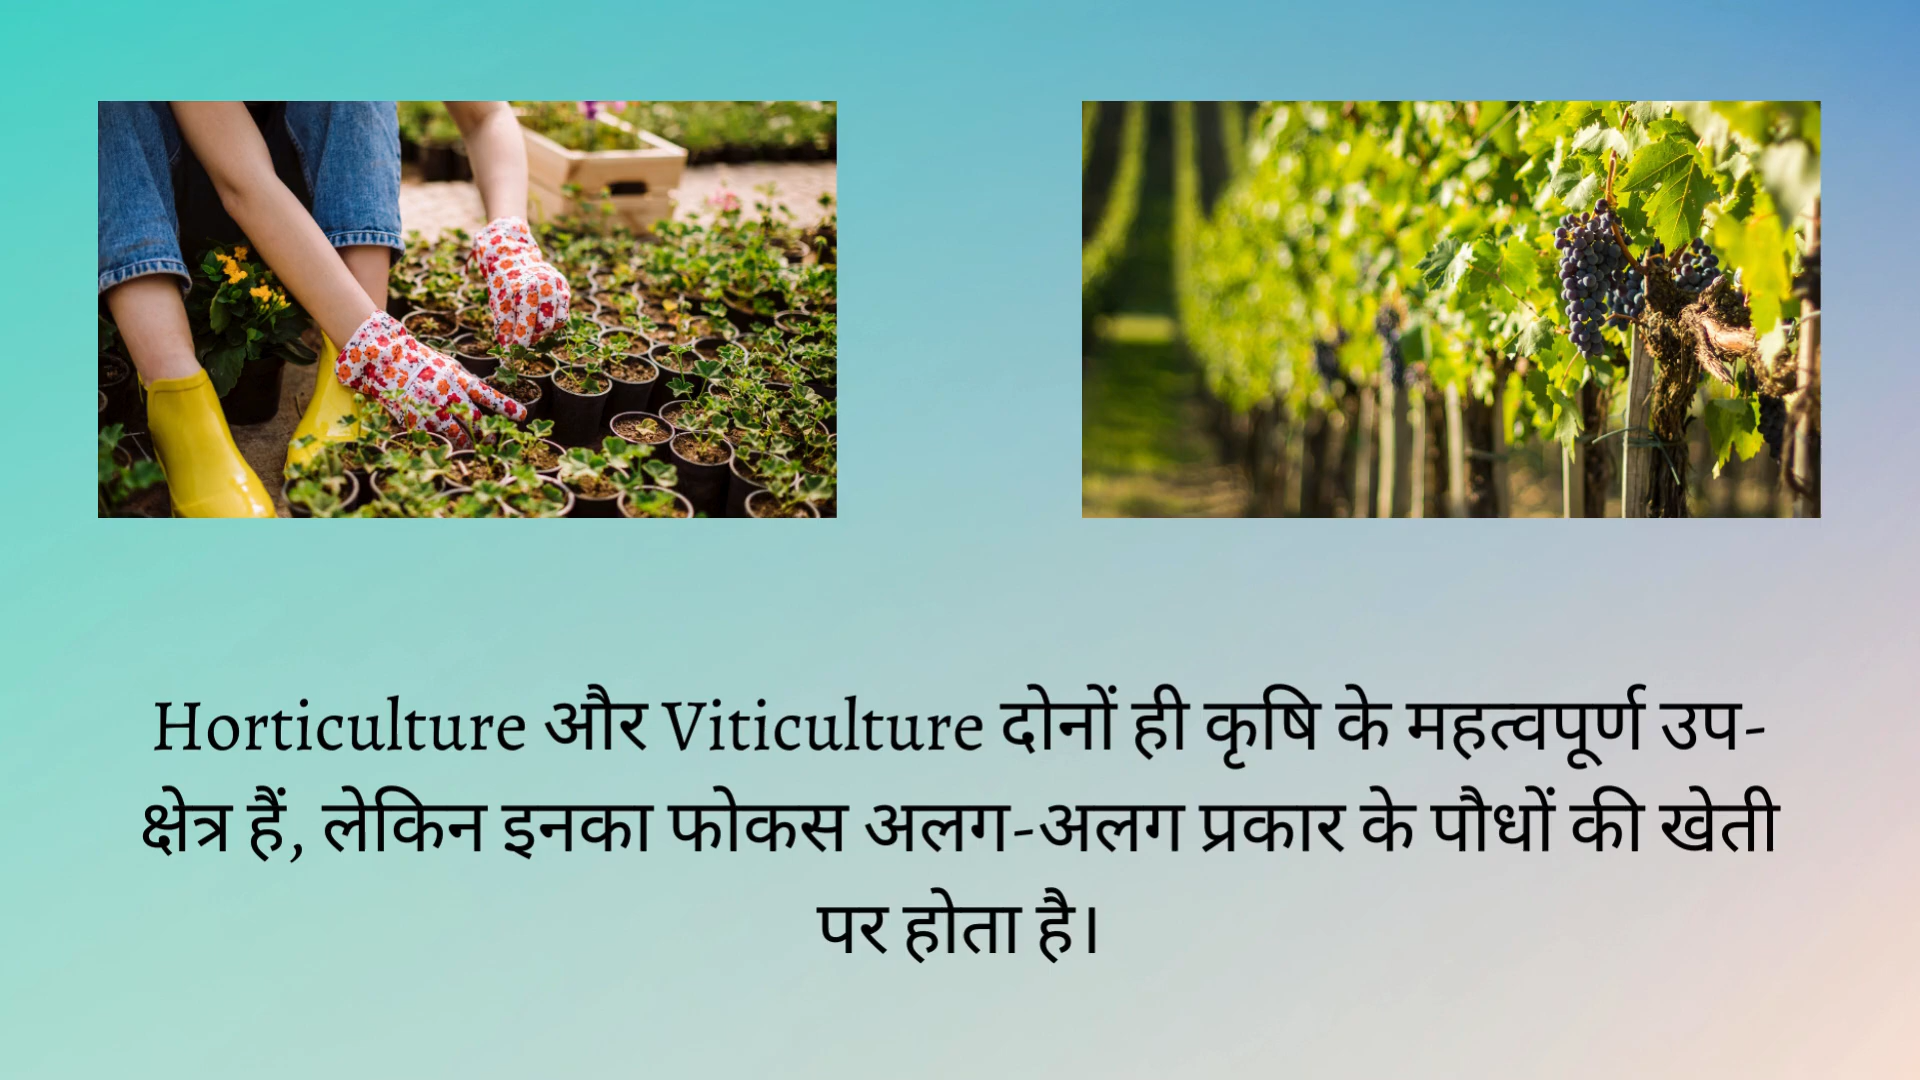 Horticulture और Viticulture दोनों ही कृषि के महत्वपूर्ण उप-
क्षेत्र हैं, लेकिन इनका फोकस अलग-अलग प्रकार के पौधों की खेती
पर होता है।